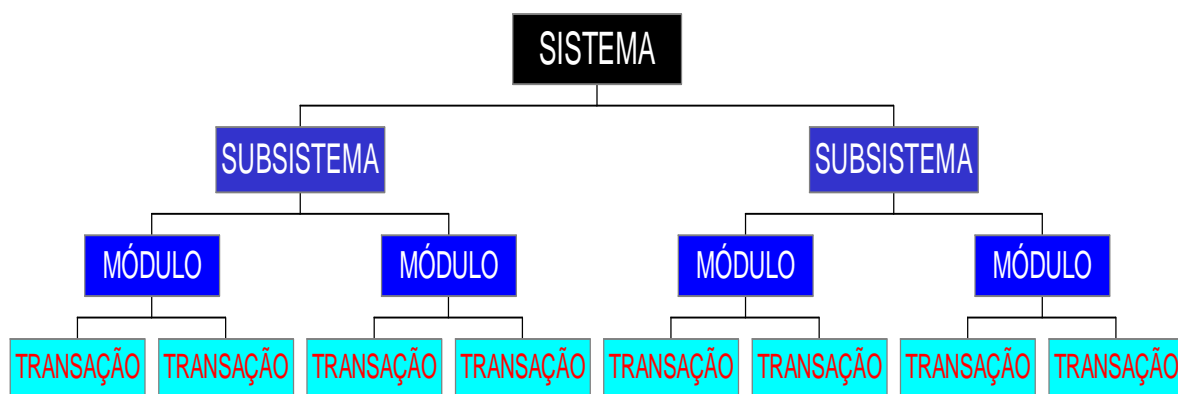 SISTEMA
SUBSISTEMA SUBSISTEMA
MÓDULO MÓDULO MÓDULO MÓDULO
TRANSAÇÃO TRANSAÇÃO TRANSAÇÃO TRANSAÇÃO TRANSAÇÃO TRANSAÇÃO TRANSAÇÃO TRANSAÇÃO